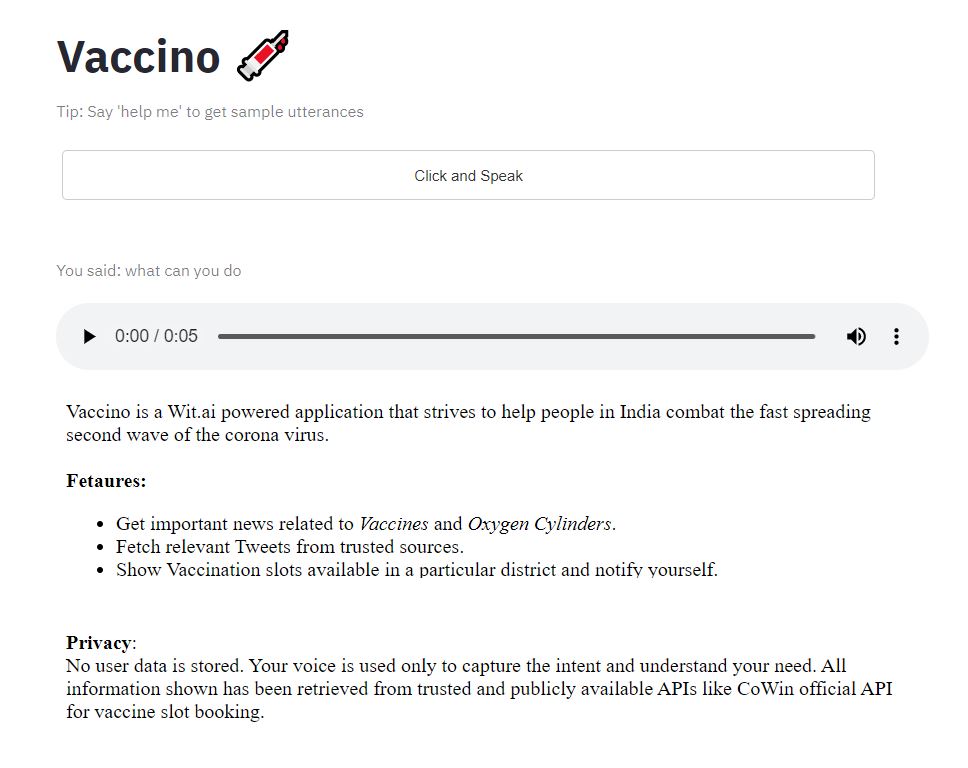 Vaccino
Tip: Say 'help me' to get sample utterances
Click and Speak
You said: what can you do
0:00 / 0:05
Vaccino is a Wit.ai powered application that strives to help people in India combat the fast spreading
second wave of the corona virus.
Fetaures:
• Get important news related to Vaccines and Oxygen Cylinders.
• Fetch relevant Tweets from trusted sources.
• Show Vaccination slots available in a particular district and notify yourself.
Privacy:
No user data is stored. Your voice is used only to capture the intent and understand your need. All
information shown has been retrieved from trusted and publicly available APIs like CoWin official API
for vaccine slot booking.